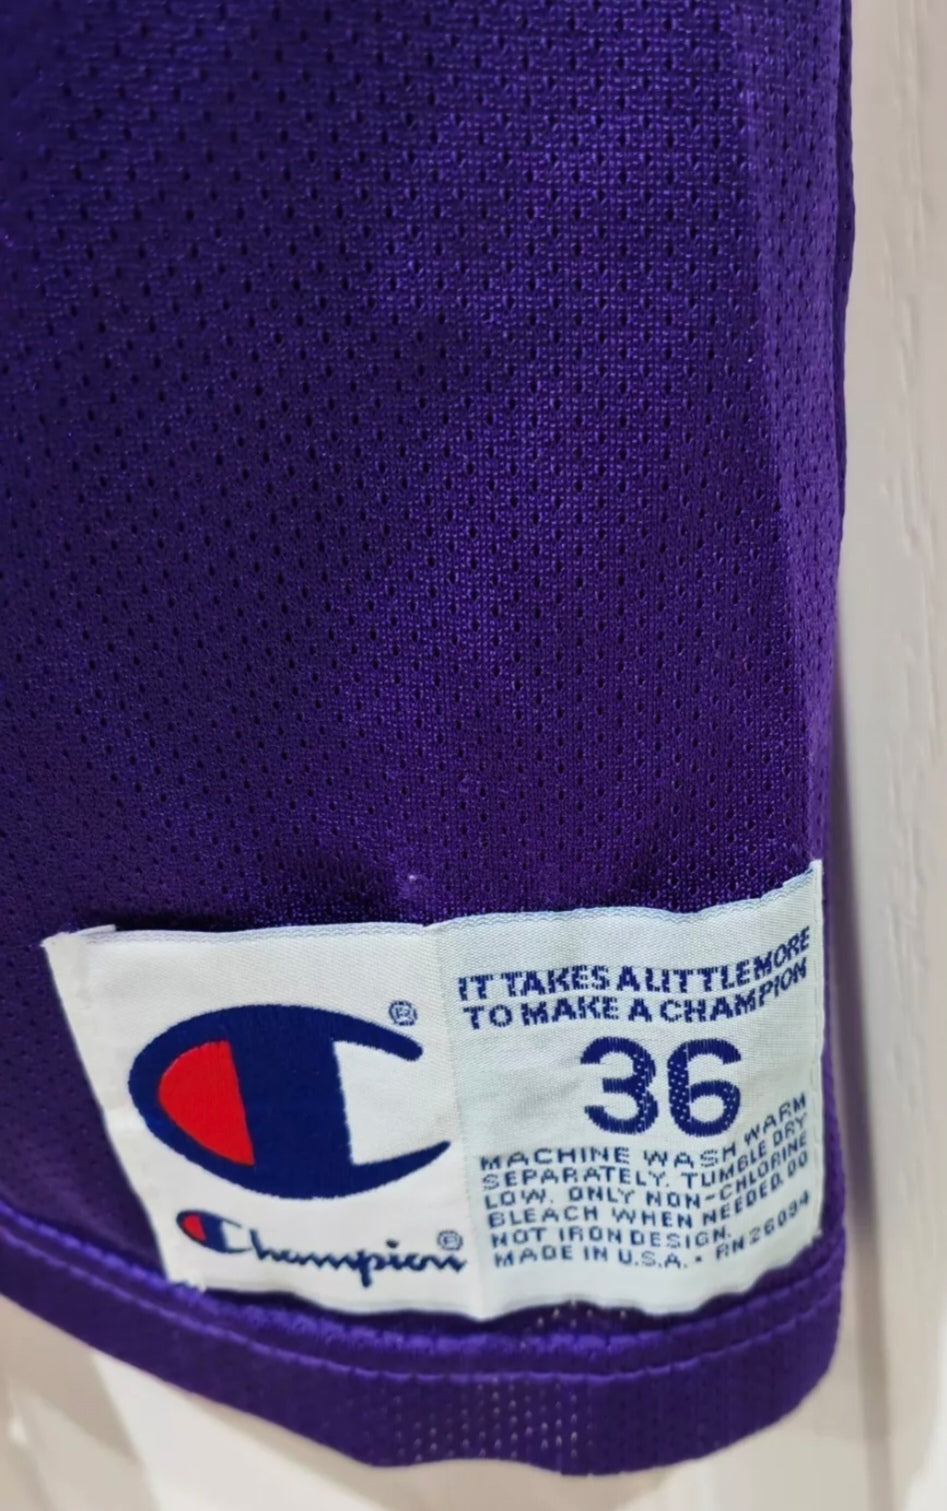 ®
Champion®
IT TAKES A LITTLE MORE
TO MAKE A CHAMPION
36
MACHINE WASH WARM
SEPARATELY. TUMBLE DRY
LOW. ONLY NON-CHLORINE
BLEACH WHEN NEEDED. DO
NOT IRON DESIGN.
MADE IN U.S.A. • RN 26094